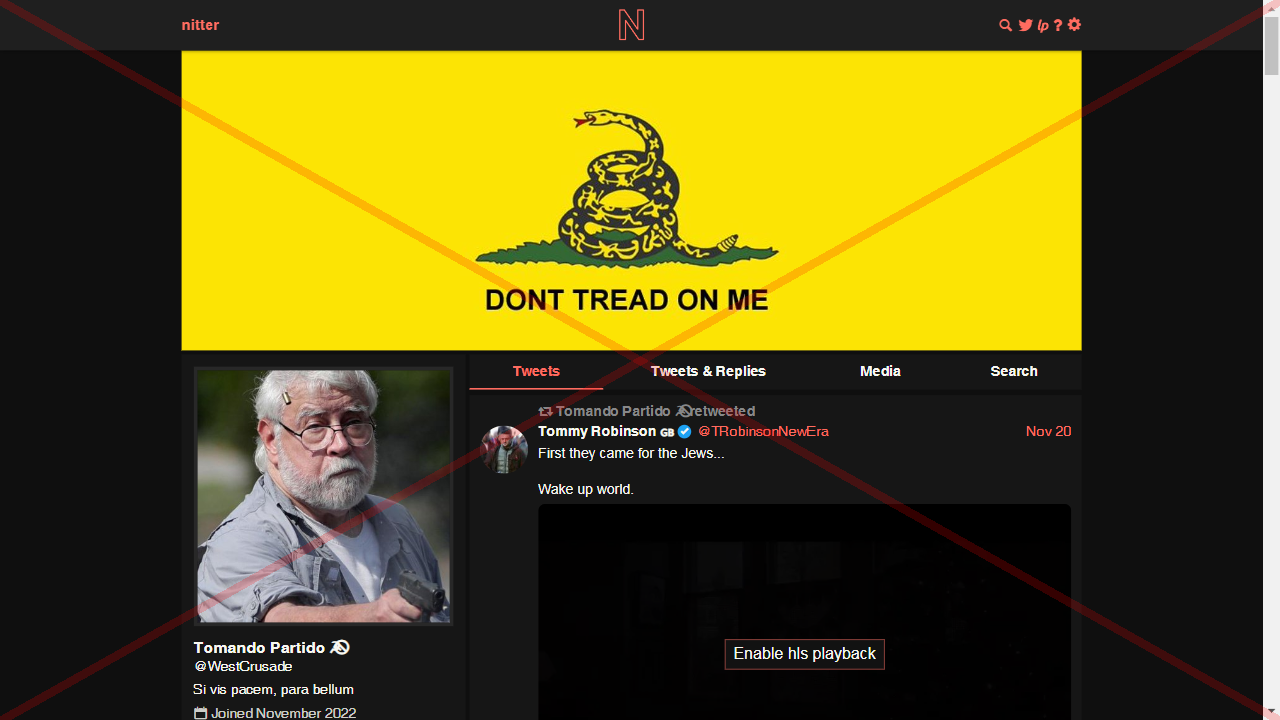 nitter
N
lp ?
DONT TREAD ON ME
Tweets Tweets & Replies Media Search
Tomando Partido retweeted
Tommy Robinson GB @TRobinsonNewEra Nov 20
First they came for the Jews...
Wake up world.
Enable hls playback
Tomando Partido
@WestCrusade
Si vis pacem, para bellum
Joined November 2022